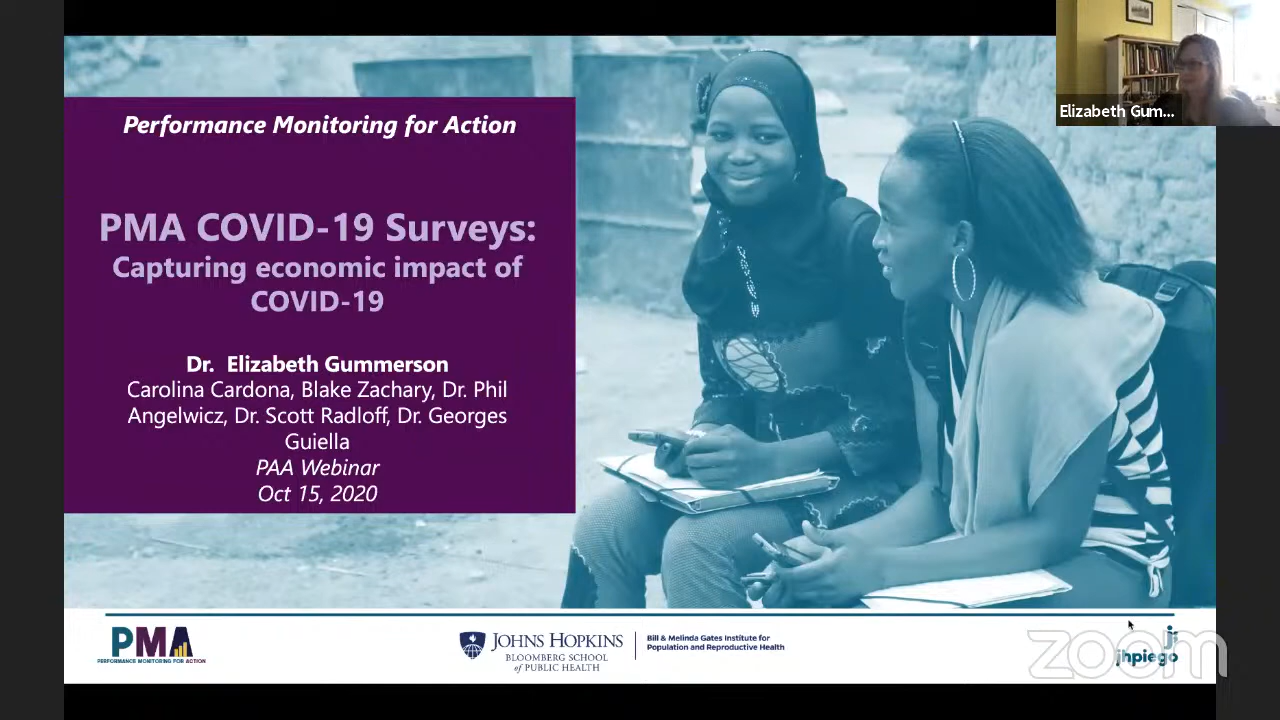 Performance Monitoring for Action
PMA COVID-19 Surveys:
Capturing economic impact of
COVID-19
Dr. Elizabeth Gummerson
Carolina Cardona, Blake Zachary, Dr. Phil
Angelwicz, Dr. Scott Radloff, Dr. Georges
Guiella
PAA Webinar
Oct 15, 2020
Elizabeth Gum...
PMA
PERFORMANCE MONITORING FOR ACTION
JOHNS HOPKINS
BLOOMBERG SCHOOL
of PUBLIC HEALTH
Bill & Melinda Gates Institute for
Population and Reproductive Health
jhpiego
zoom